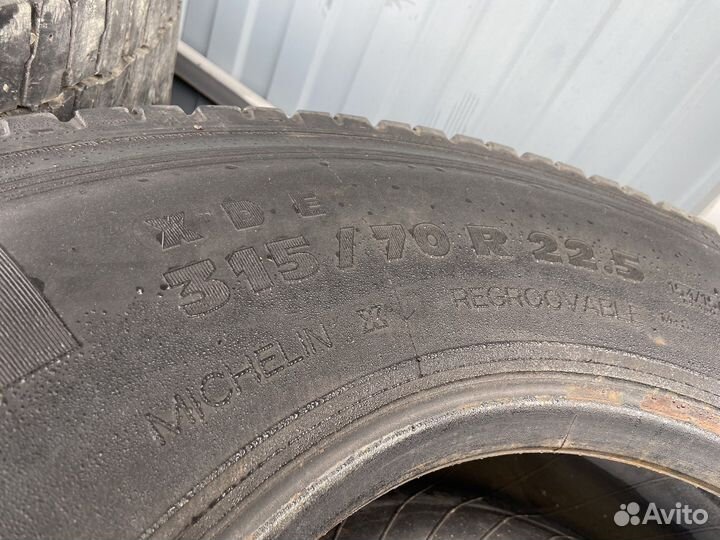 XDE
315/70 R 22.5
MICHELIN X REGROOVABLE
Avito